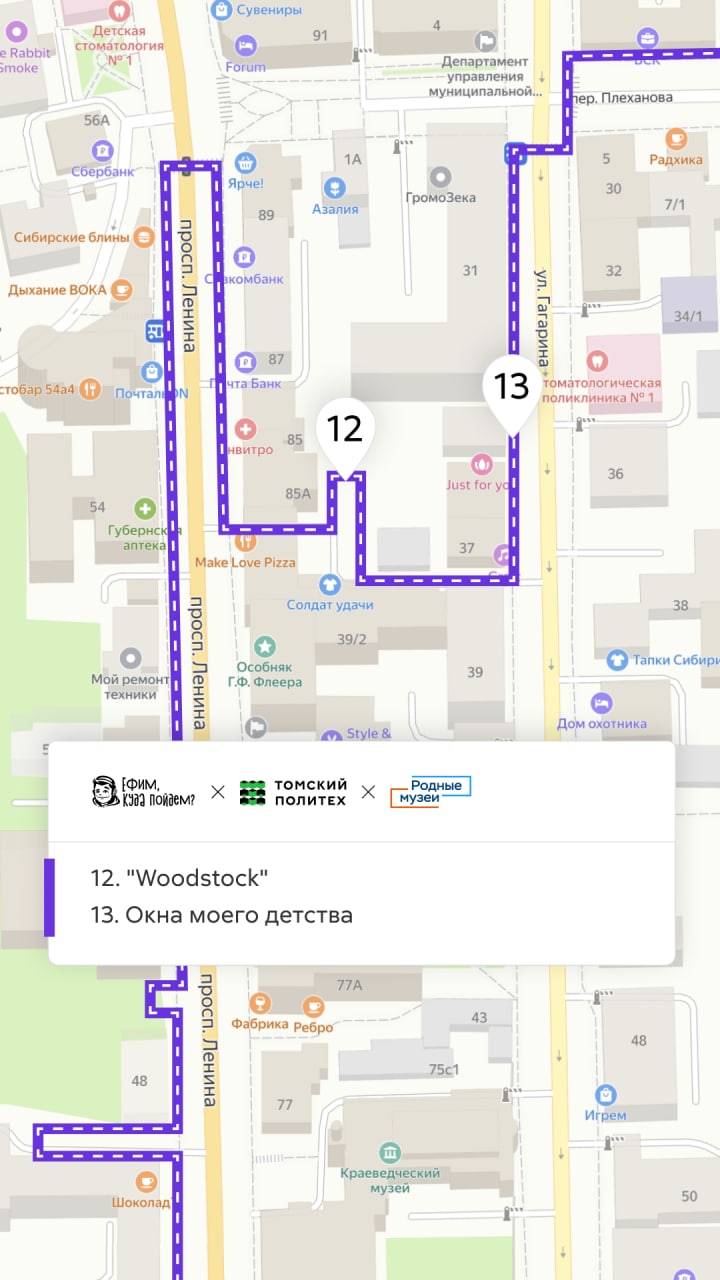 Сувениры
91
4
Детская
стоматология
№ 1
Forum
Департамент
управления
муниципальной...
e Rabbit
Smoke
пер. Плеханова
56А
Сбербанк
Ярче!
1А
Азалия
ГромоЗека
5
30
Радхика
7/1
89
Сибирские блины
просп. Ленина
31
32
ул. Гагарина
Дыхание ВОКА
34/1
87
Почта Банк
стобар 54а4
томатологическая
поликлиника № 1
12
13
85
нвитро
85А
Just for yo
36
54
Губернская
аптека
37
Make Love Pizza
Солдат удачи
39/2
38
просп. Ленина
Особняк
Г.Ф. Флеера
39
Тапки Сибири
Мой ремонт
техники
Дом охотника
Style &
5
Ефим,
куда пойдем?
×
ТОМСКИЙ
ПОЛИТЕХ
×
Родные
музеи
12. "Woodstock"
13. Окна моего детства
77А
просп. Ленина
Фабрика
Ребро
43
48
75с1
48
77
Игрем
Краеведческий
музей
Шоколад
50